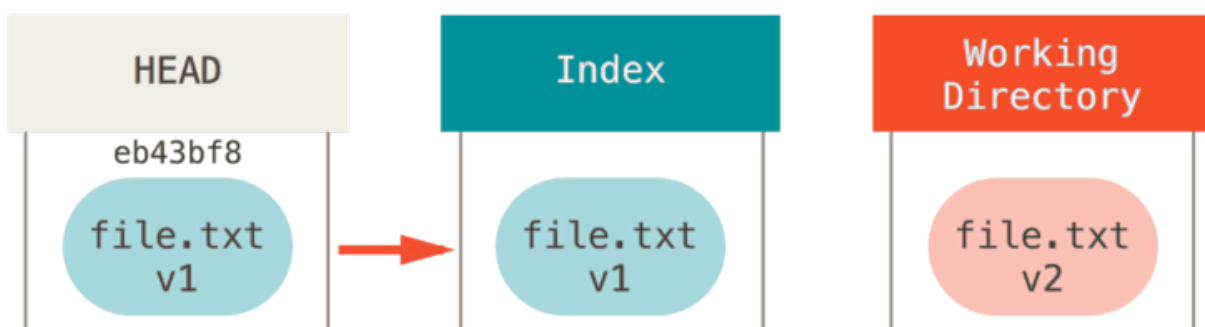 HEAD
Index
Working
Directory
eb43bf8
file.txt
v1
file.txt
v1
file.txt
v2